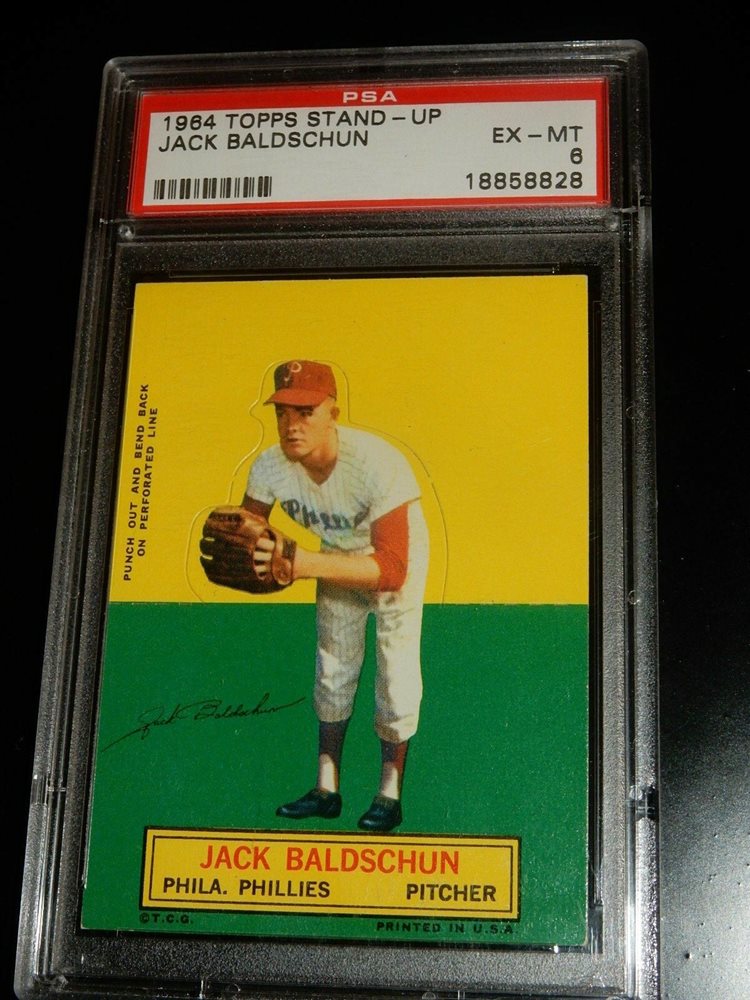 PSA
1964 TOPPS STAND-UP
JACK BALDSCHUN EX-MT
6
18858828
PUNCH OUT AND BEND BACK
ON PERFORATED LINE
P
Phillies
Jack Baldschun
JACK BALDSCHUN
PHILA. PHILLIES PITCHER
©T.C.G. PRINTED IN U.S.A.